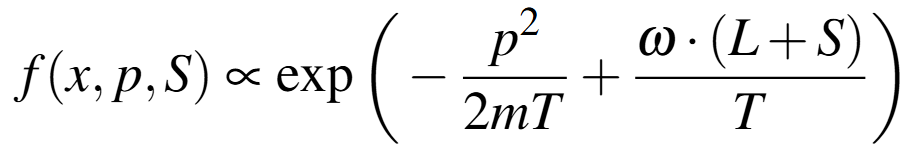 f(x, p, S) ∝ exp ( − p² / 2mT + ω · (L + S) / T )